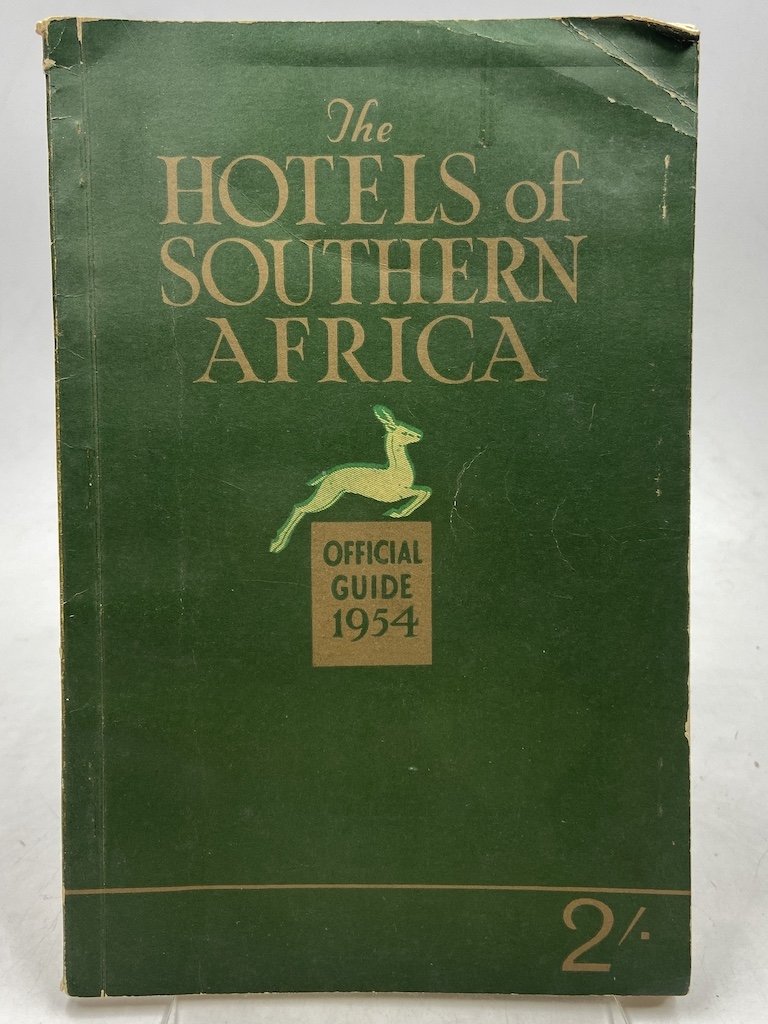 The
HOTELS of
SOUTHERN
AFRICA
OFFICIAL
GUIDE
1954
2/-